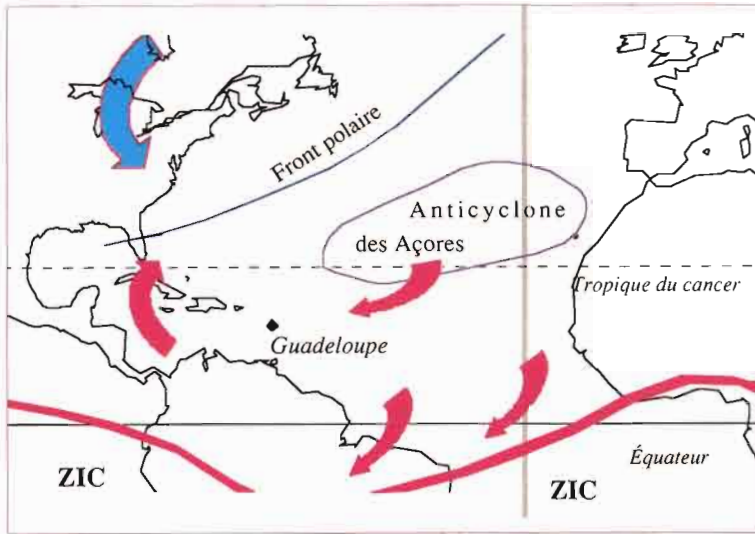 Front polaire
Anticyclone
des Açores
Tropique du cancer
Guadeloupe
Équateur
ZIC
ZIC